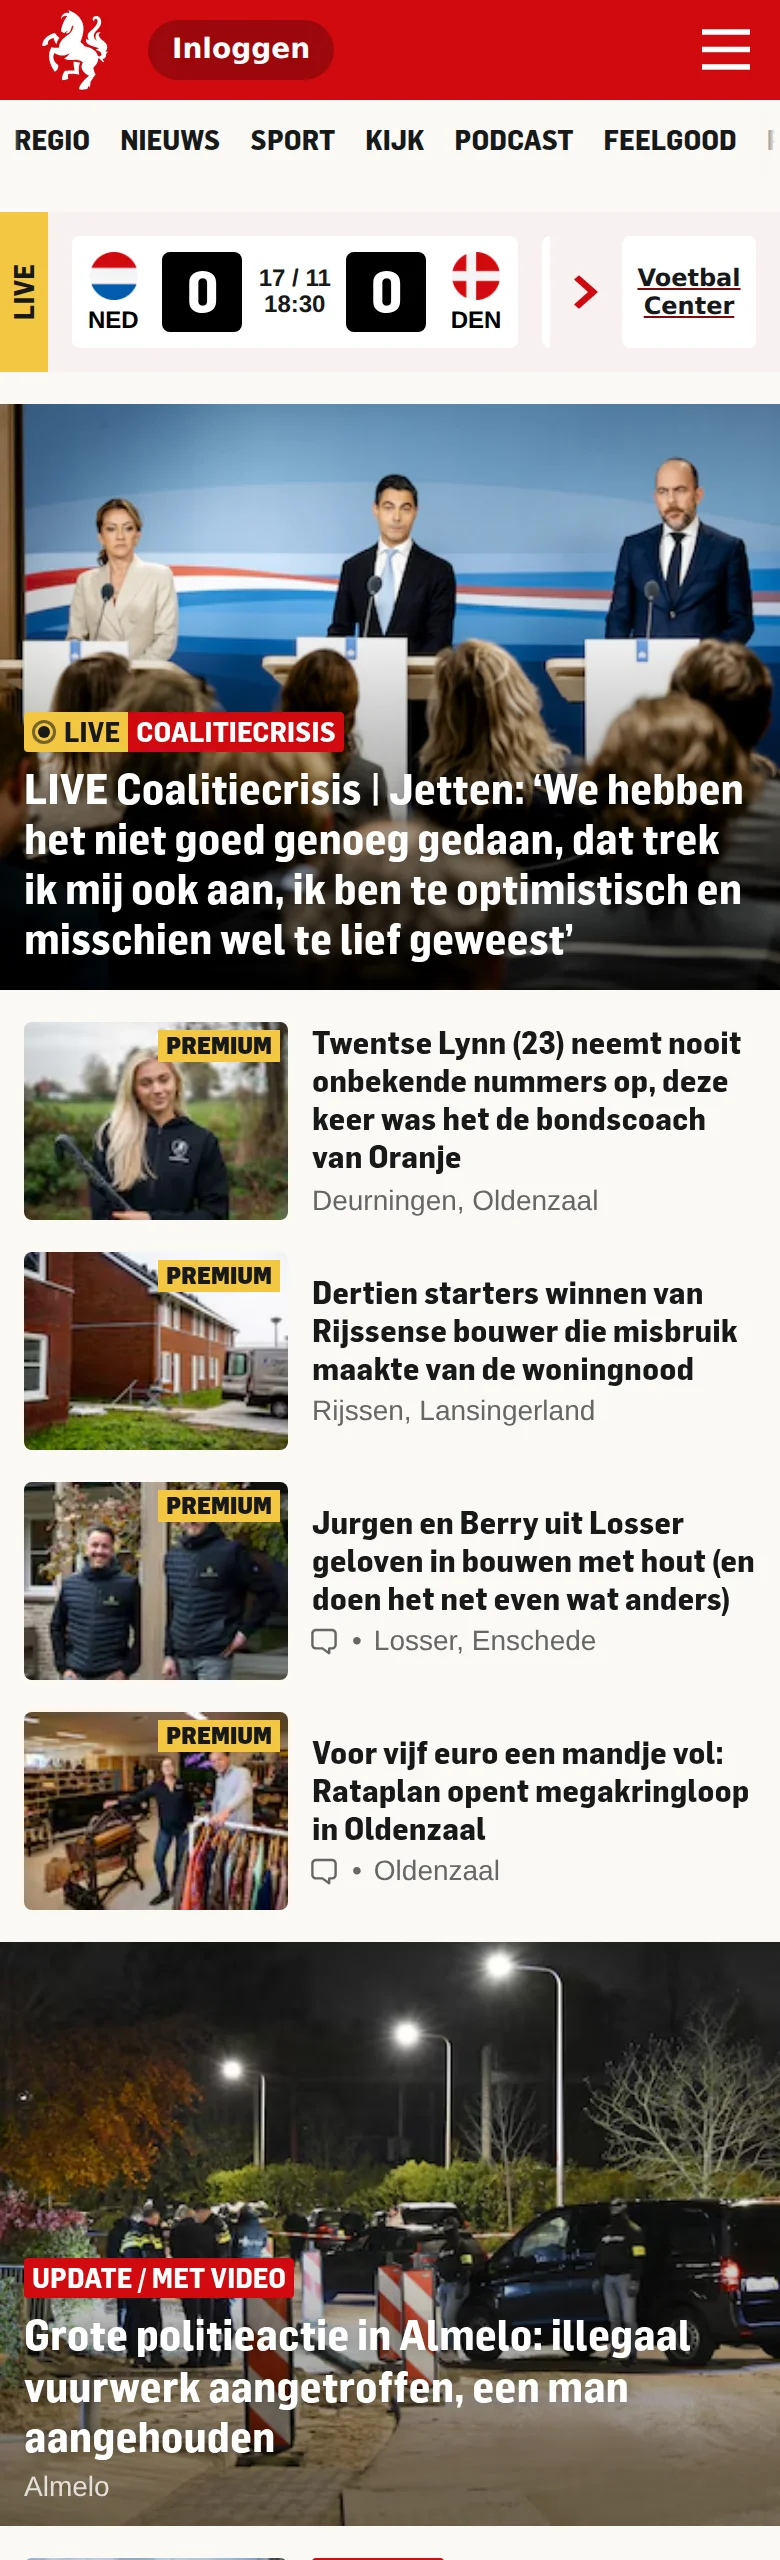 Inloggen
REGIO NIEUWS SPORT KIJK PODCAST FEELGOOD
LIVE
NED
0
17 / 11
18:30
0
DEN
Voetbal
Center
LIVE COALITIECRISIS
LIVE Coalitiecrisis | Jetten: ‘We hebben
het niet goed genoeg gedaan, dat trek
ik mij ook aan, ik ben te optimistisch en
misschien wel te lief geweest’
PREMIUM
Twentse Lynn (23) neemt nooit
onbekende nummers op, deze
keer was het de bondscoach
van Oranje
Deurningen, Oldenzaal
PREMIUM
Dertien starters winnen van
Rijssense bouwer die misbruik
maakte van de woningnood
Rijssen, Lansingerland
PREMIUM
Jurgen en Berry uit Losser
geloven in bouwen met hout (en
doen het net even wat anders)
• Losser, Enschede
PREMIUM
Voor vijf euro een mandje vol:
Rataplan opent megakringloop
in Oldenzaal
• Oldenzaal
UPDATE / MET VIDEO
Grote politieactie in Almelo: illegaal
vuurwerk aangetroffen, een man
aangehouden
Almelo